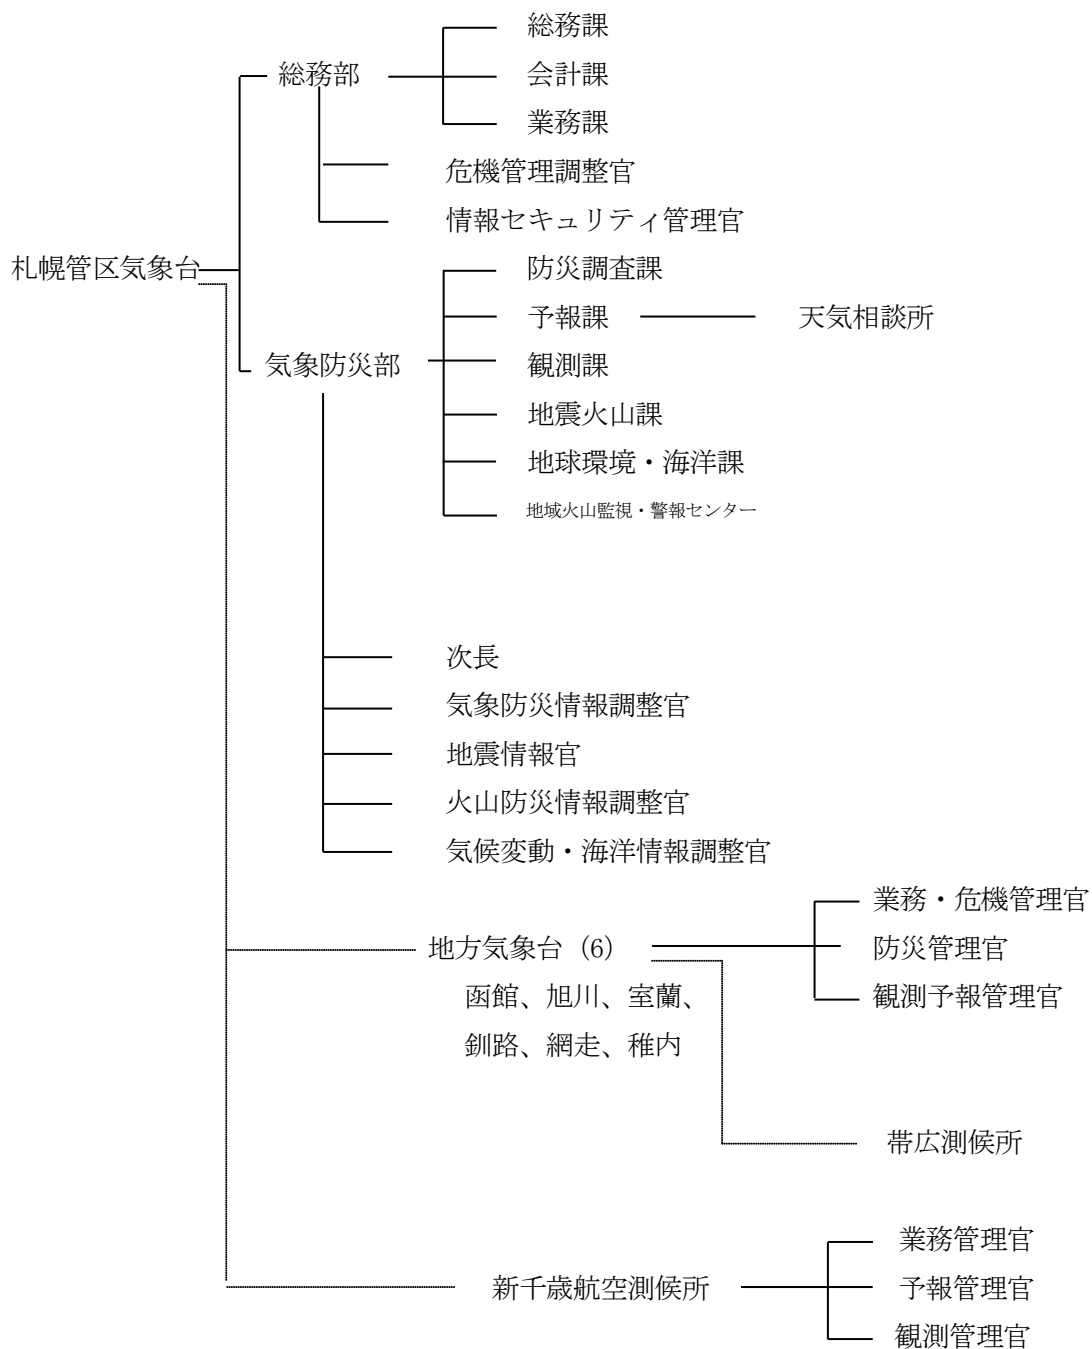 総務課
総務部
会計課
業務課
危機管理調整官
情報セキュリティ管理官
札幌管区気象台
防災調査課
予報課
天気相談所
気象防災部
観測課
地震火山課
地球環境・海洋課
地域火山監視・警報センター
次長
気象防災情報調整官
地震情報官
火山防災情報調整官
気候変動・海洋情報調整官
業務・危機管理官
地方気象台（6）
防災管理官
函館、旭川、室蘭、
観測予報管理官
釧路、網走、稚内
帯広測候所
業務管理官
新千歳航空測候所
予報管理官
観測管理官